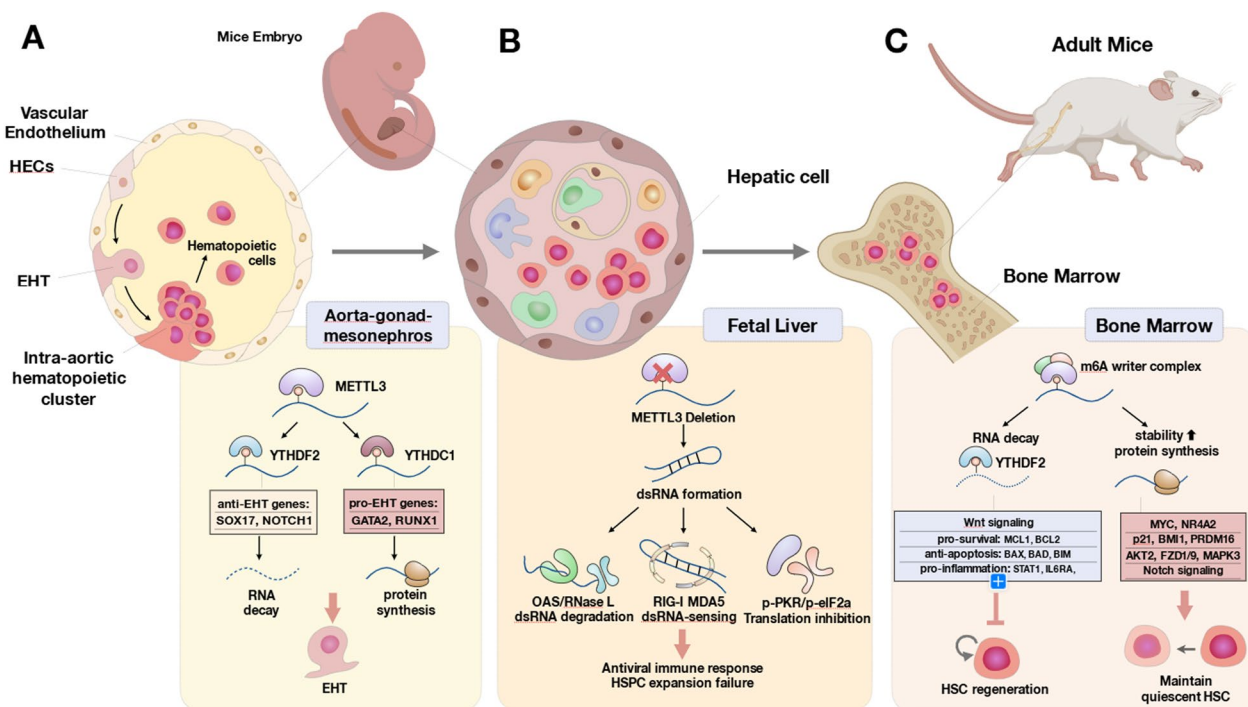 A
Mice Embryo
Vascular
Endothelium
HECs
EHT
Hematopoietic
cells
Intra-aortic
hematopoietic
cluster
Aorta-gonad-
mesonephros
METTL3
YTHDF2
YTHDC1
anti-EHT genes:
SOX17, NOTCH1
pro-EHT genes:
GATA2, RUNX1
RNA
decay
protein
synthesis
EHT
B
Hepatic cell
Fetal Liver
METTL3 Deletion
dsRNA formation
OAS/RNase L
dsRNA degradation
RIG-I MDA5
dsRNA-sensing
p-PKR/p-eIF2a
Translation inhibition
Antiviral immune response
HSPC expansion failure
C
Adult Mice
Bone Marrow
Bone Marrow
m6A writer complex
RNA decay
YTHDF2
stability
protein synthesis
Wnt signaling
pro-survival: MCL1, BCL2
anti-apoptosis: BAX, BAD, BIM
pro-inflammation: STAT1, IL6RA,
MYC, NR4A2
p21, BMI1, PRDM16
AKT2, FZD1/9, MAPK3
Notch signaling
HSC regeneration
Maintain
quiescent HSC